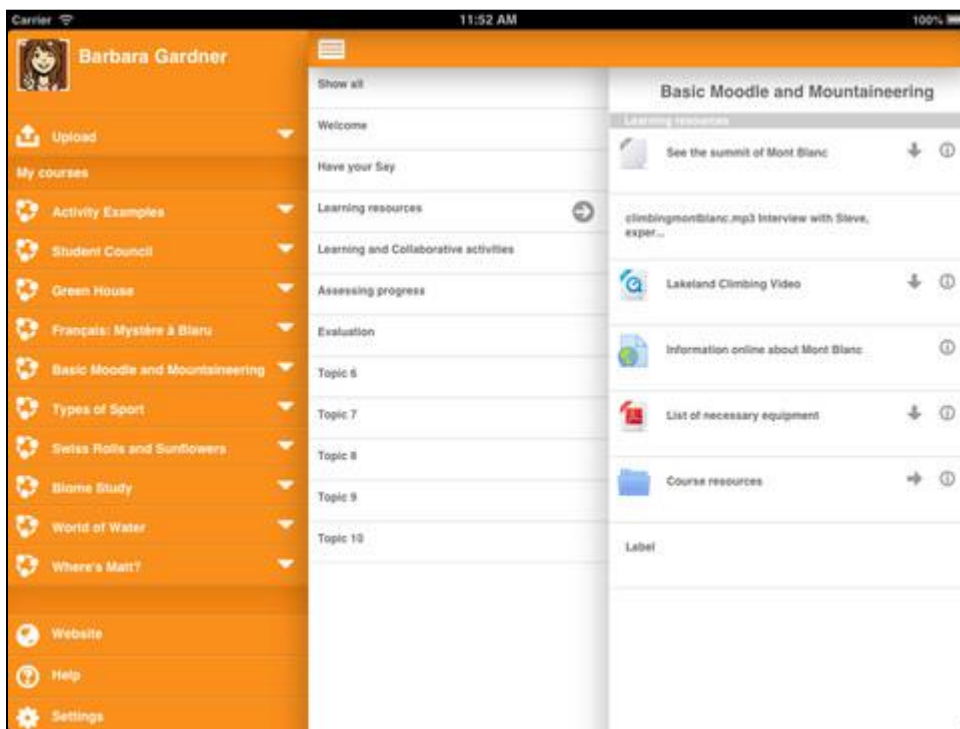 Carrier
11:52 AM
100%
Barbara Gardner
Upload
My courses
Activity Examples
Student Council
Green House
Français: Mystère à Blaru
Basic Moodle and Mountaineering
Types of Sport
Swiss Rolls and Sunflowers
Biome Study
World of Water
Where's Matt?
Website
Help
Settings
Show all
Welcome
Have your Say
Learning resources
Learning and Collaborative activities
Assessing progress
Evaluation
Topic 6
Topic 7
Topic 8
Topic 9
Topic 10
Basic Moodle and Mountaineering
Learning resources
See the summit of Mont Blanc
climbingmontblanc.mp3 Interview with Steve,
exper...
Lakeland Climbing Video
Information online about Mont Blanc
List of necessary equipment
Course resources
Label